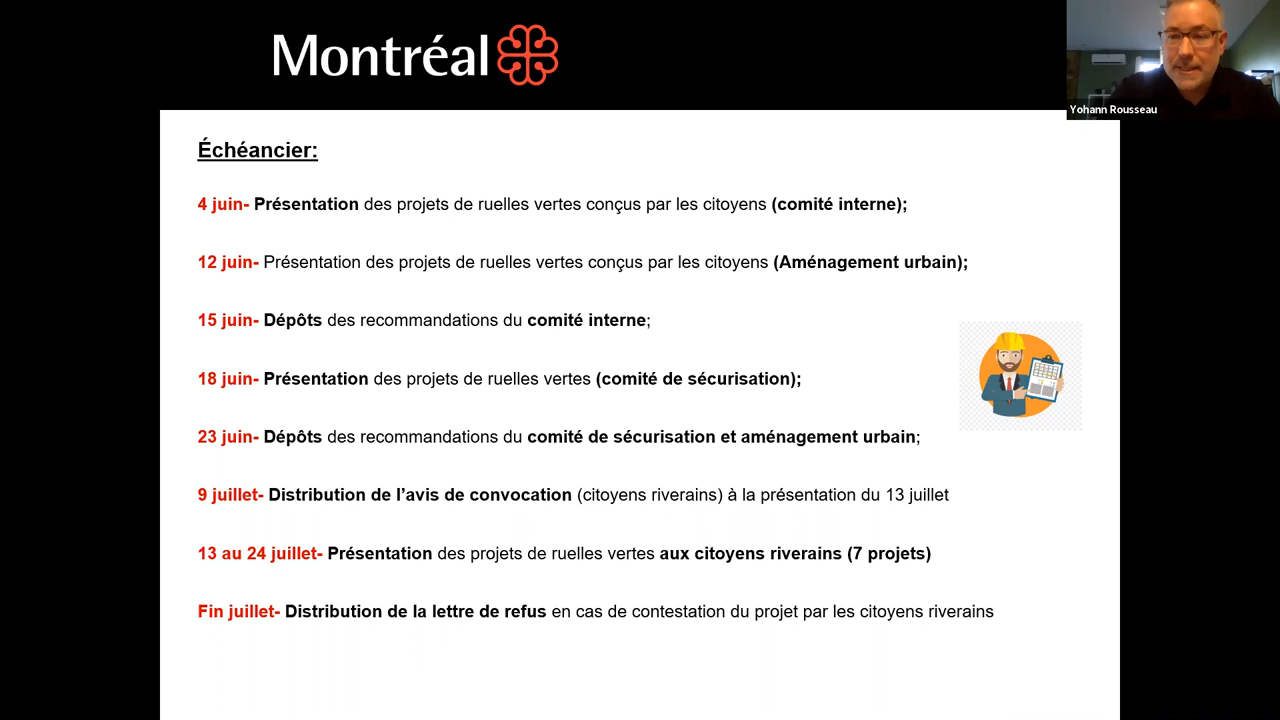 Montréal
Yohann Rousseau
Échéancier:
4 juin- Présentation des projets de ruelles vertes conçus par les citoyens (comité interne);
12 juin- Présentation des projets de ruelles vertes conçus par les citoyens (Aménagement urbain);
15 juin- Dépôts des recommandations du comité interne;
18 juin- Présentation des projets de ruelles vertes (comité de sécurisation);
23 juin- Dépôts des recommandations du comité de sécurisation et aménagement urbain;
9 juillet- Distribution de l’avis de convocation (citoyens riverains) à la présentation du 13 juillet
13 au 24 juillet- Présentation des projets de ruelles vertes aux citoyens riverains (7 projets)
Fin juillet- Distribution de la lettre de refus en cas de contestation du projet par les citoyens riverains